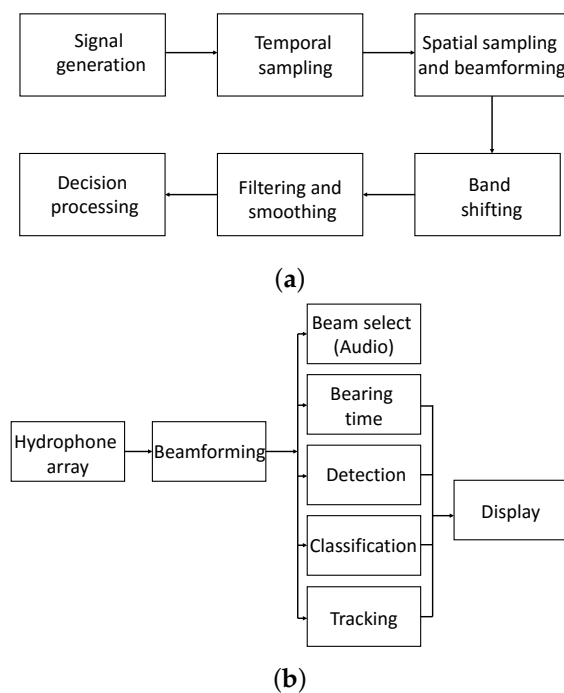 Signal
generation
Temporal
sampling
Spatial sampling
and beamforming
Decision
processing
Filtering and
smoothing
Band
shifting
(a)
Beam select
(Audio)
Bearing
time
Hydrophone
array
Beamforming
Detection
Display
Classification
Tracking
(b)